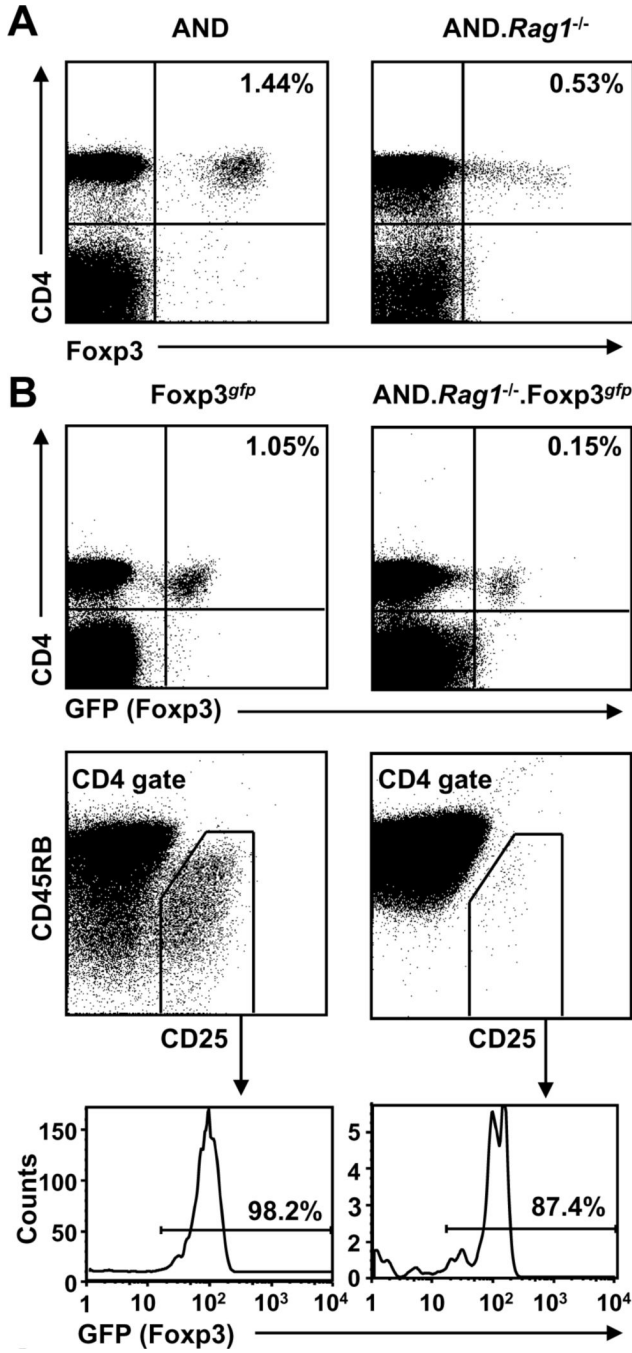 A
AND AND.Rag1-/-
1.44% 0.53%
CD4
Foxp3
B
Foxp3gfp AND.Rag1-/-.Foxp3gfp
1.05% 0.15%
CD4
GFP (Foxp3)
CD4 gate CD4 gate
CD45RB
CD25 CD25
Counts
150
100
50
0
98.2%
1 10 10² 10³ 10⁴
5
4
3
2
1
0
87.4%
1 10 10² 10³ 10⁴
GFP (Foxp3)